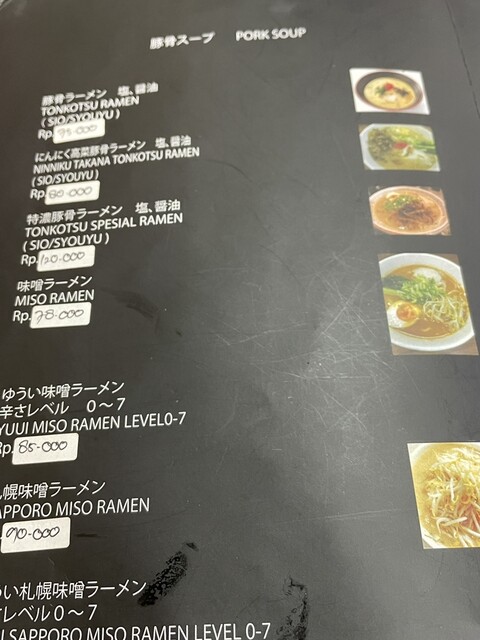 豚骨スープ PORK SOUP
豚骨ラーメン 塩、醤油
TONKOTSU RAMEN
( SIO/SYOUYU )
Rp.
にんにく高菜豚骨ラーメン 塩、醤油
NINNIKU TAKANA TONKOTSU RAMEN
( SIO/SYOUYU )
Rp. 80.000
特濃豚骨ラーメン 塩、醤油
TONKOTSU SPESIAL RAMEN
( SIO/SYOUYU )
Rp. 120.000
味噌ラーメン
MISO RAMEN
Rp. 78.000
ゆうい味噌ラーメン
辛さレベル 0〜7
YUUI MISO RAMEN LEVEL0-7
Rp. 85-000
幌味噌ラーメン
APPORO MISO RAMEN
90-000
い札幌味噌ラーメン
レベル0〜7
I SAPPORO MISO RAMEN LEVEL 0-7